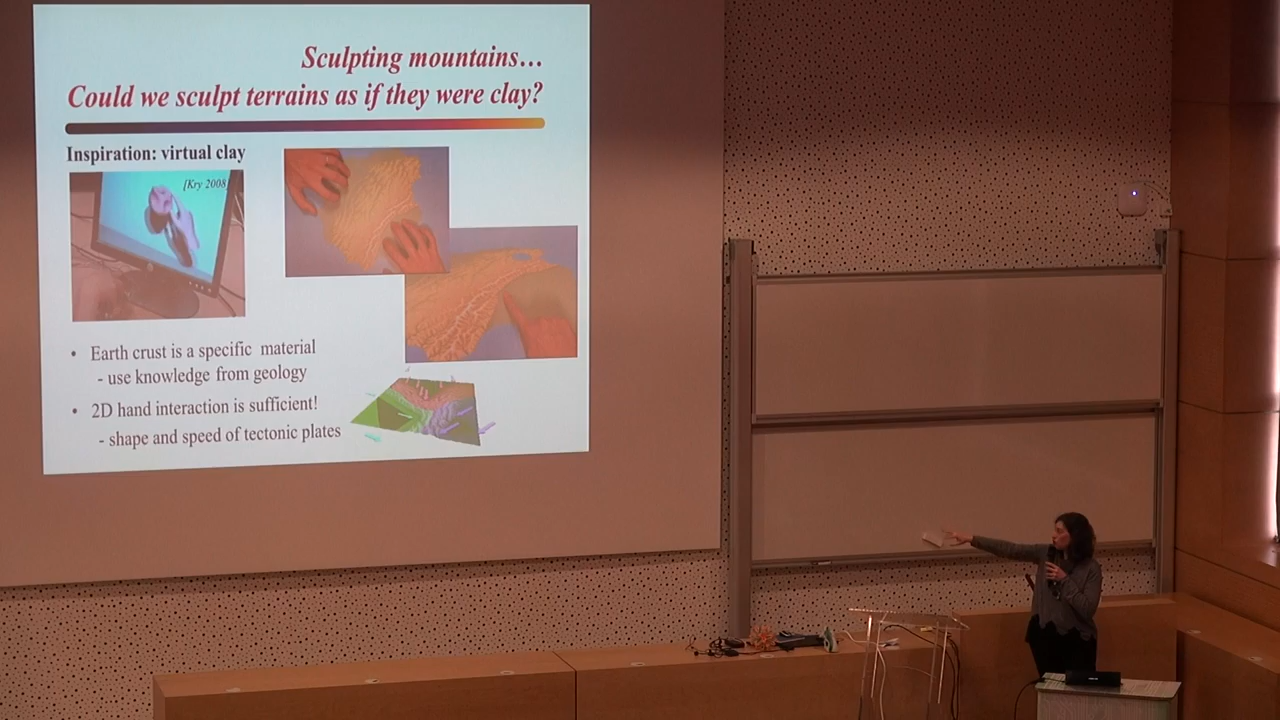 Sculpting mountains…
Could we sculpt terrains as if they were clay?
Inspiration: virtual clay
[Kry 2008]
• Earth crust is a specific material
- use knowledge from geology
• 2D hand interaction is sufficient!
- shape and speed of tectonic plates